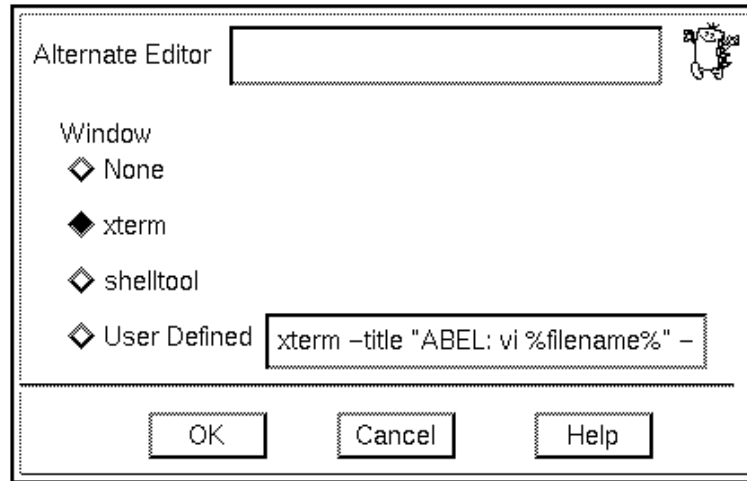 Alternate Editor
Window
None
xterm
shelltool
User Defined xterm –title "ABEL: vi %filename%" –
OK Cancel Help